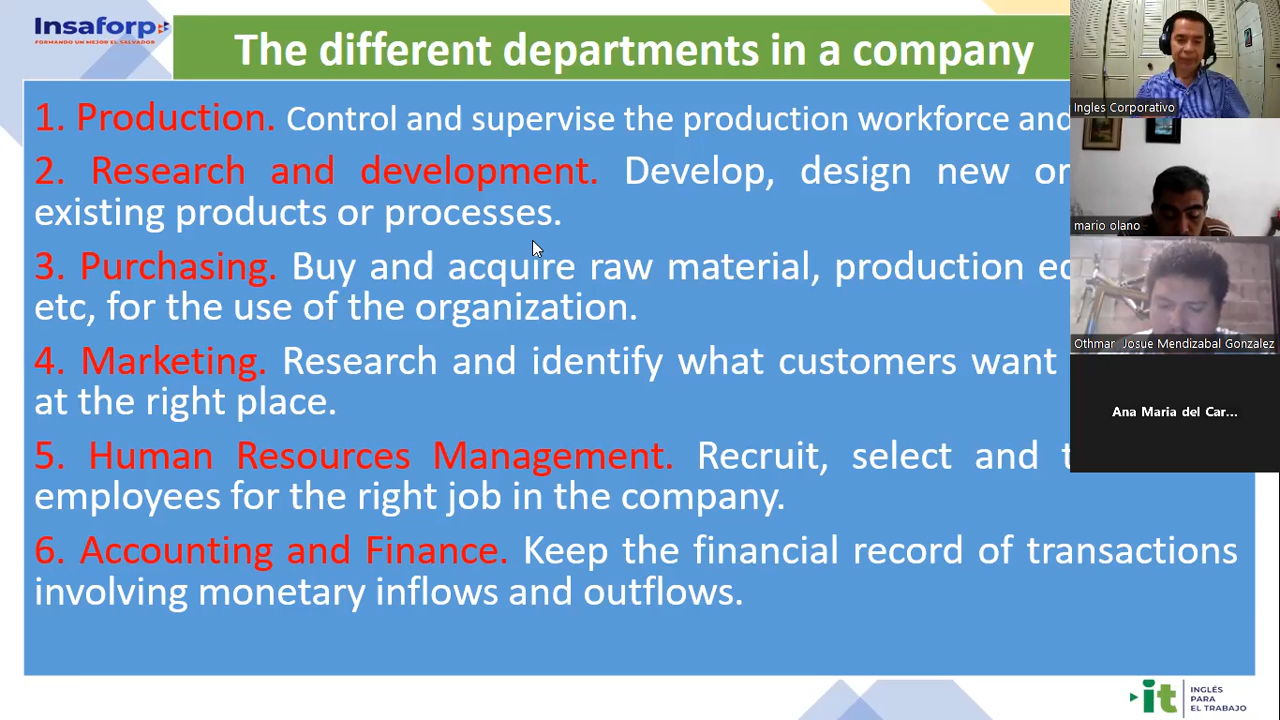 Insaforp
FORMANDO UN MEJOR EL SALVADOR
The different departments in a company
1. Production. Control and supervise the production workforce and
2. Research and development. Develop, design new or
existing products or processes.
3. Purchasing. Buy and acquire raw material, production
etc, for the use of the organization.
4. Marketing. Research and identify what customers want
at the right place.
5. Human Resources Management. Recruit, select and
employees for the right job in the company.
6. Accounting and Finance. Keep the financial record of transactions
involving monetary inflows and outflows.
Ingles Corporativo
mario olano
Othmar Josue Mendizabal Gonzalez
Ana Maria del Car...
it
INGLÉS
PARA
EL TRABAJO